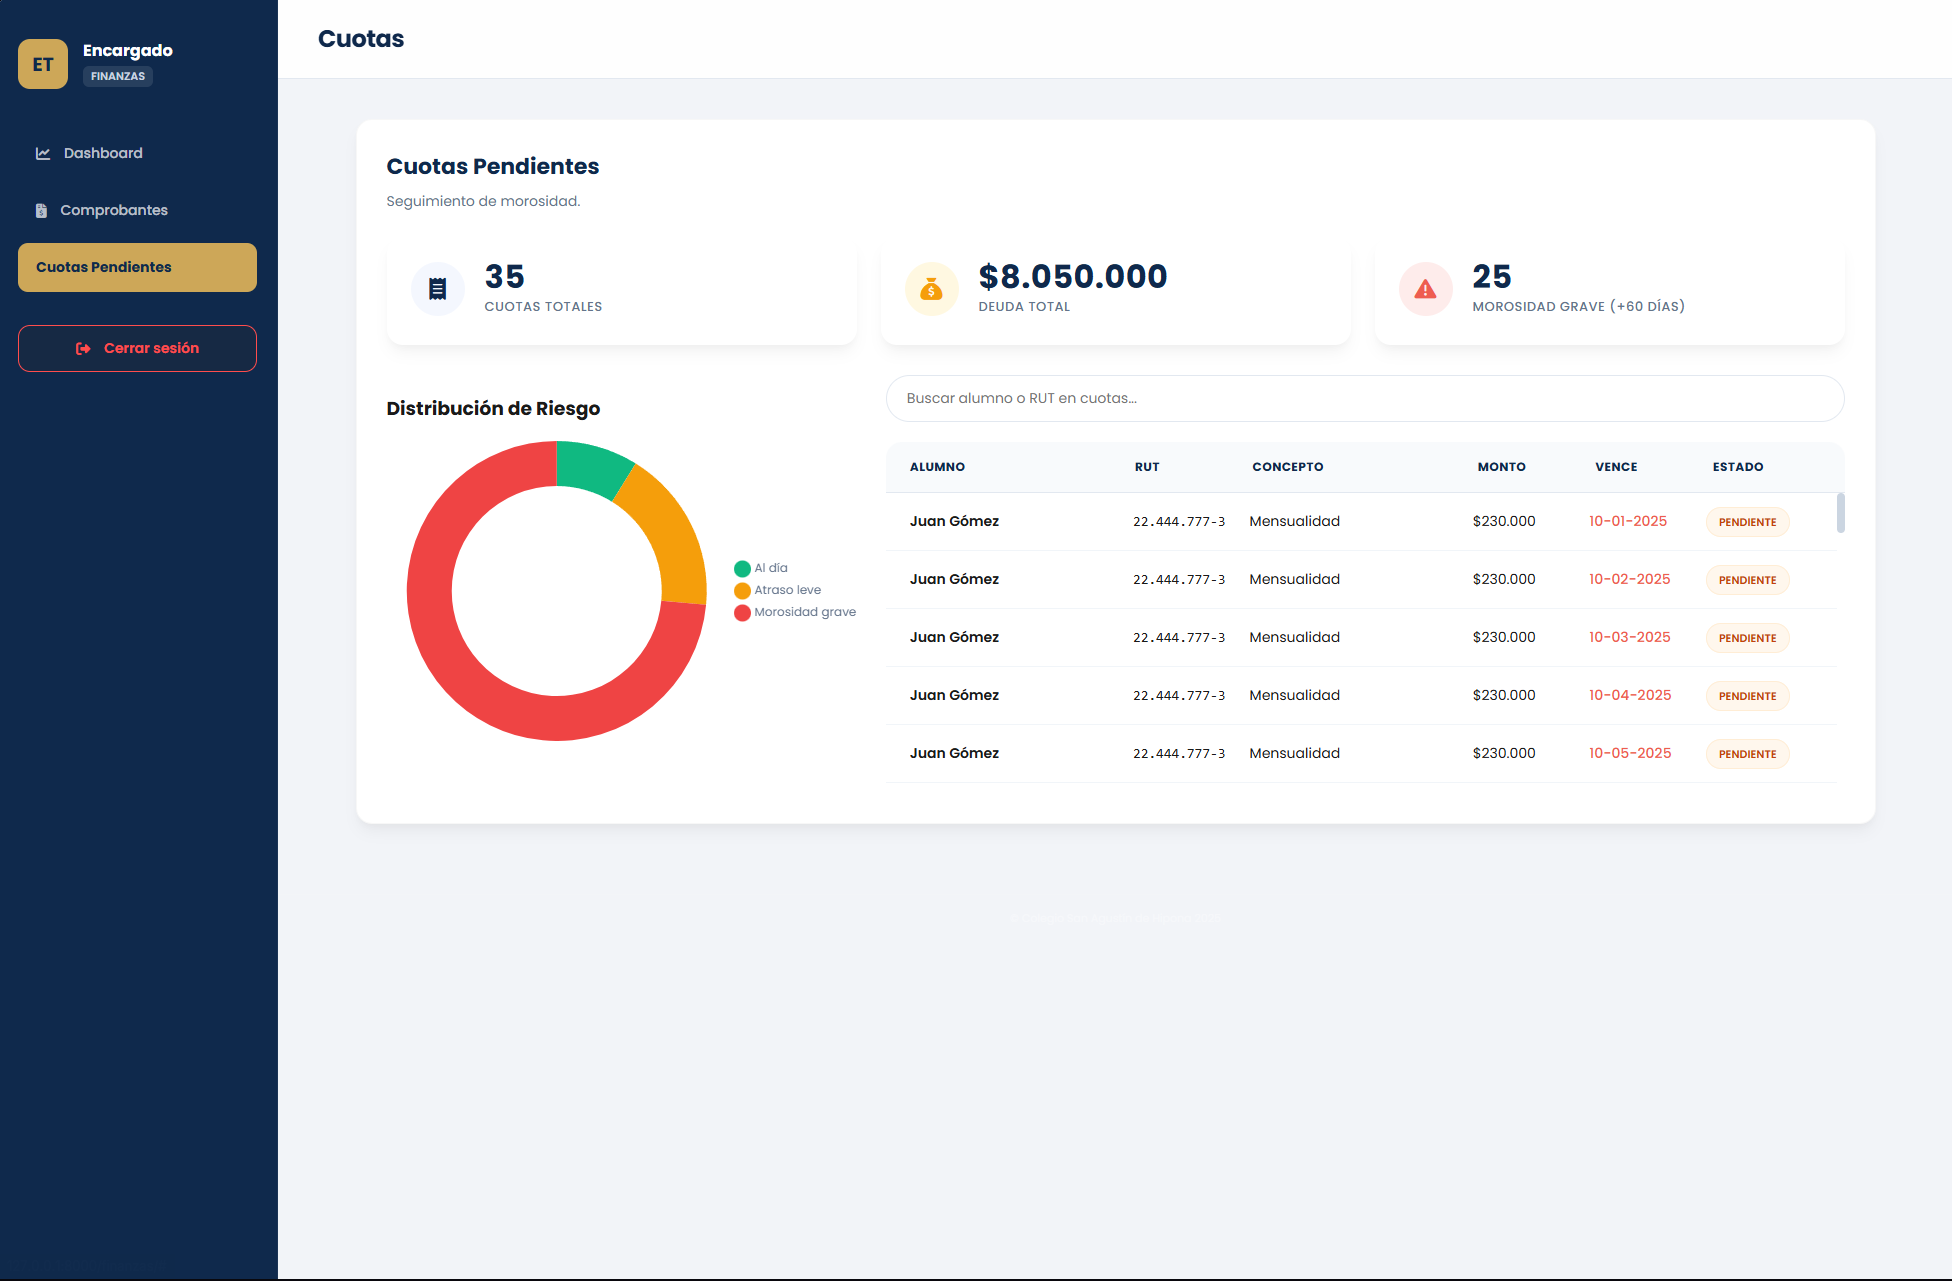 ET
Encargado
FINANZAS
Dashboard
Comprobantes
Cuotas Pendientes
Cerrar sesión
Cuotas
Cuotas Pendientes
Seguimiento de morosidad.
35
CUOTAS TOTALES
$8.050.000
DEUDA TOTAL
25
MOROSIDAD GRAVE (+60 DÍAS)
Distribución de Riesgo
Al día
Atraso leve
Morosidad grave
Buscar alumno o RUT en cuotas...
ALUMNO RUT CONCEPTO MONTO VENCE ESTADO
Juan Gómez 22.444.777-3 Mensualidad $230.000 10-01-2025 PENDIENTE
Juan Gómez 22.444.777-3 Mensualidad $230.000 10-02-2025 PENDIENTE
Juan Gómez 22.444.777-3 Mensualidad $230.000 10-03-2025 PENDIENTE
Juan Gómez 22.444.777-3 Mensualidad $230.000 10-04-2025 PENDIENTE
Juan Gómez 22.444.777-3 Mensualidad $230.000 10-05-2025 PENDIENTE